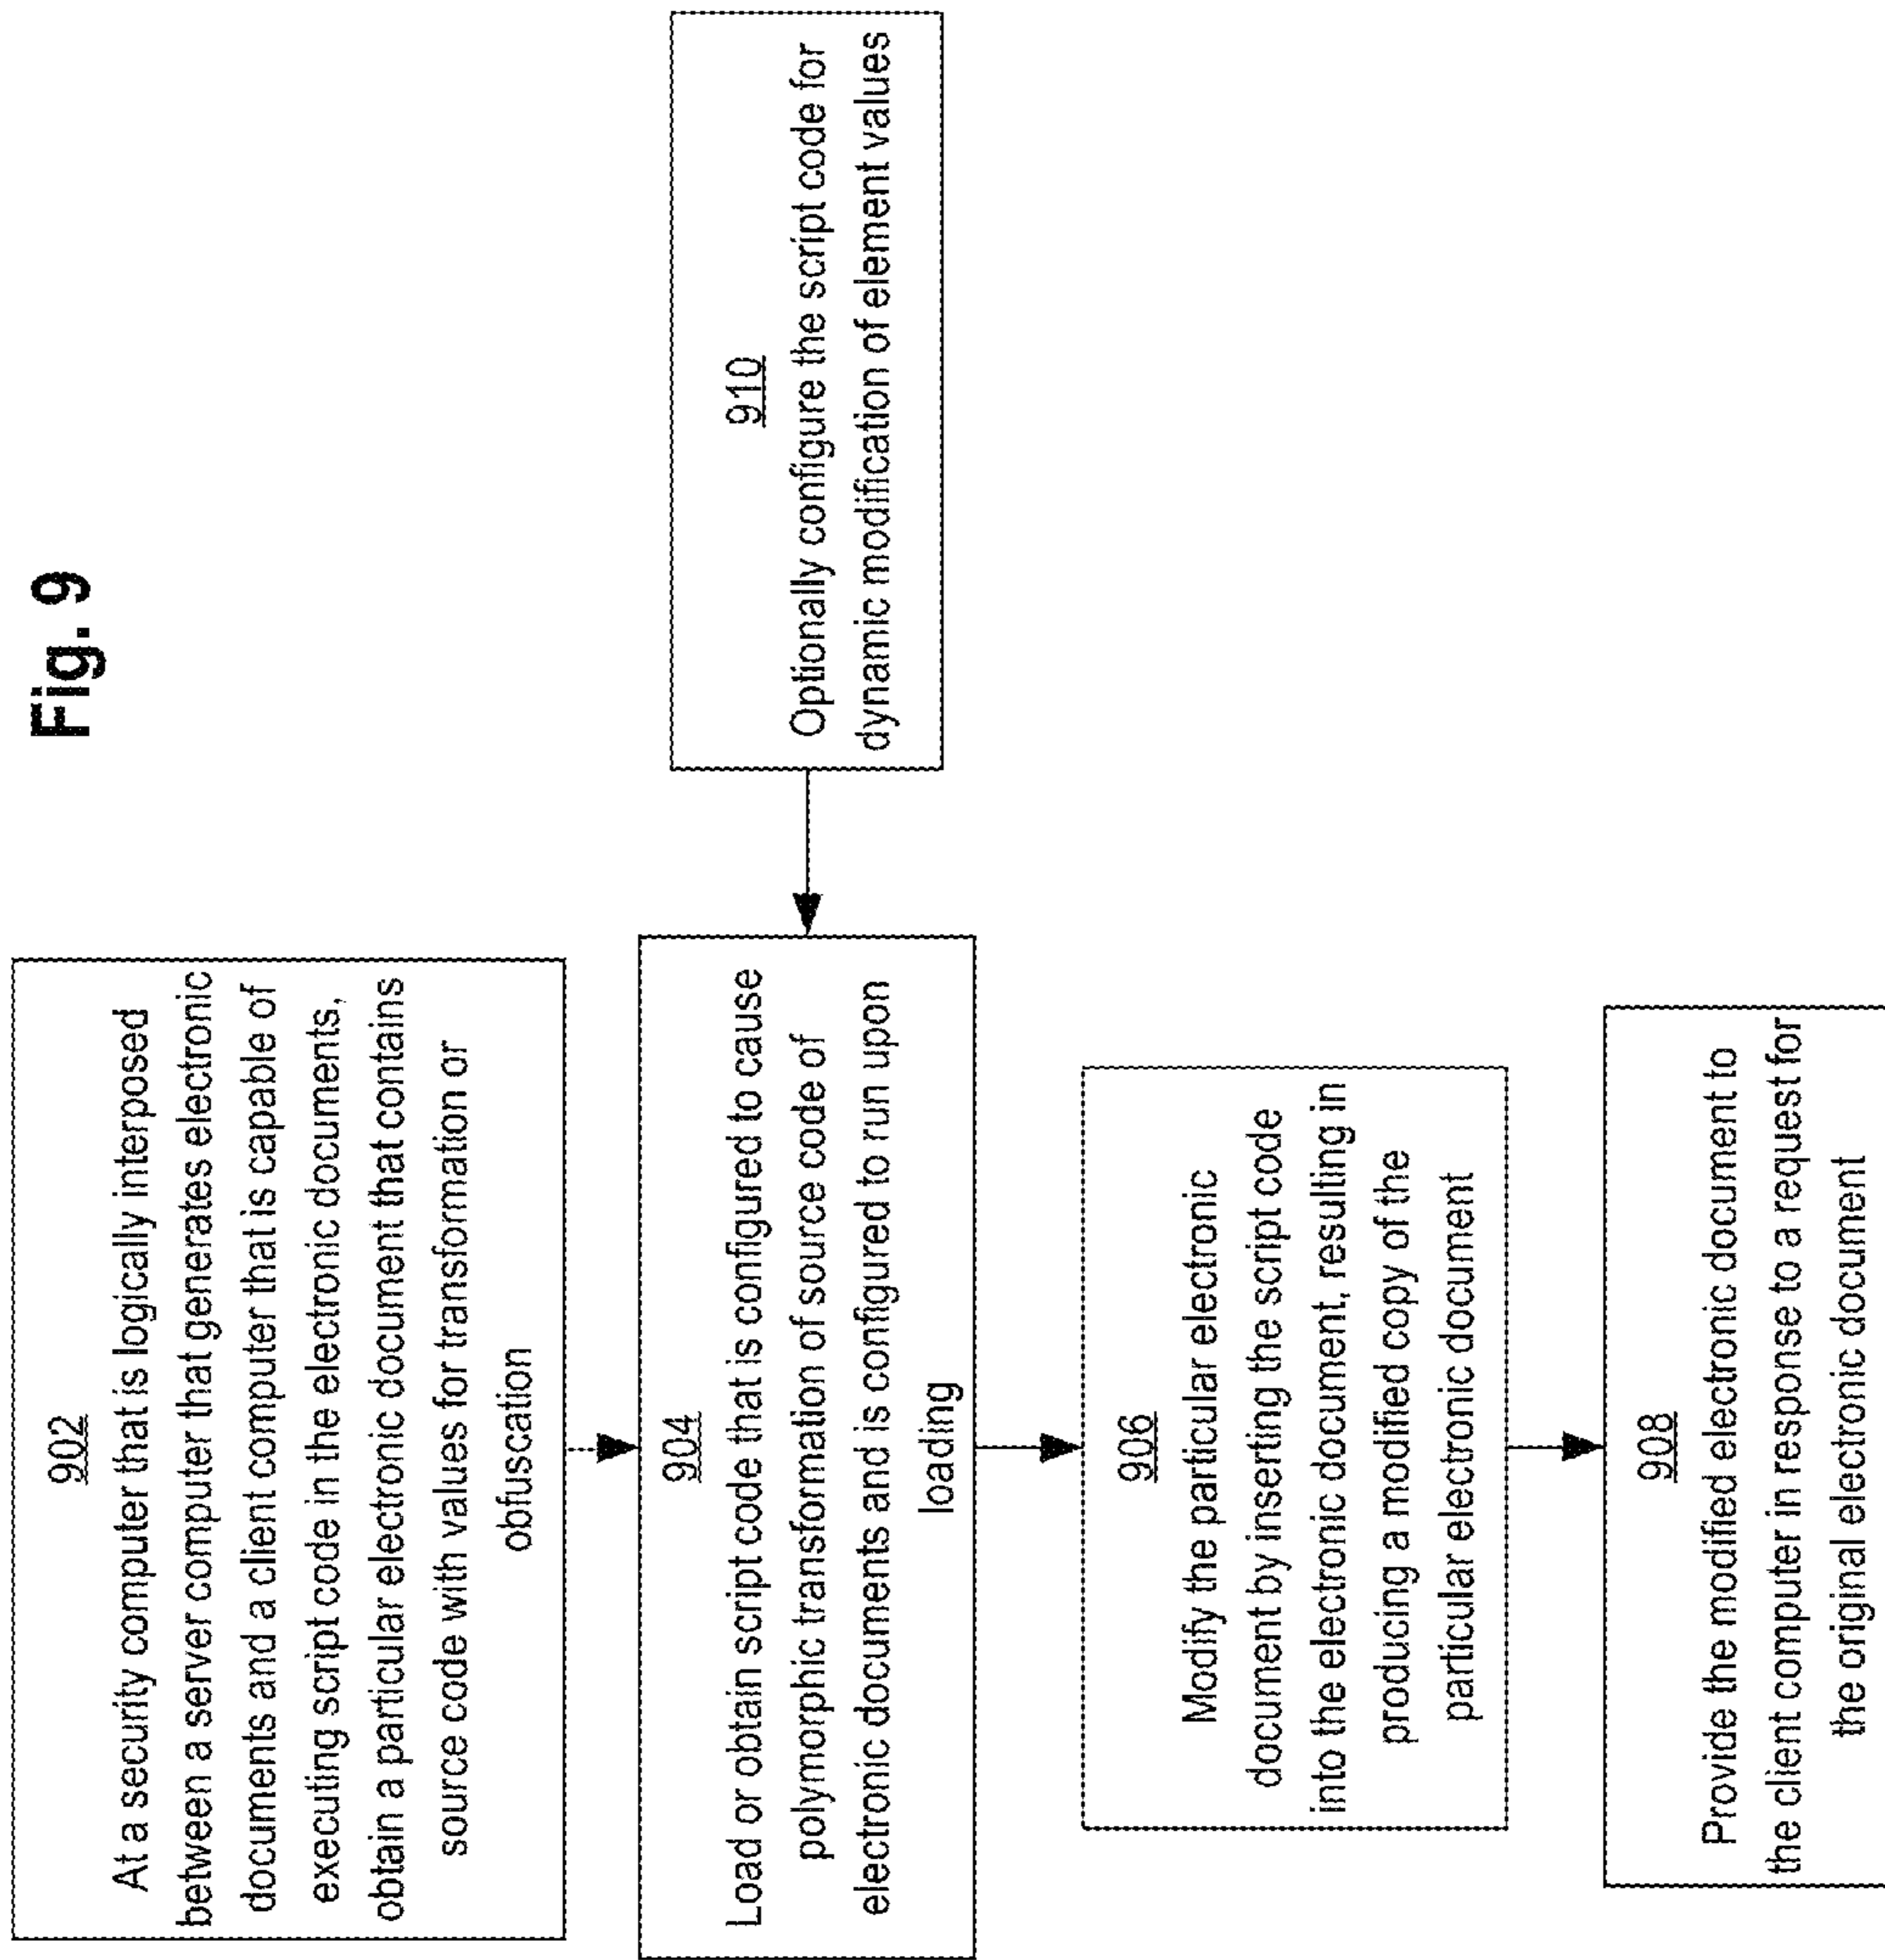 Fig. 9
902
At a security computer that is logically interposed
between a server computer that generates electronic
documents and a client computer that is capable of
executing script code in the electronic documents,
obtain a particular electronic document that contains
source code with values for transformation or
obfuscation
904
Load or obtain script code that is configured to cause
polymorphic transformation of source code of
electronic documents and is configured to run upon
loading
910
Optionally configure the script code for
dynamic modification of element values
906
Modify the particular electronic
document by inserting the script code
into the electronic document, resulting in
producing a modified copy of the
particular electronic document
908
Provide the modified electronic document to
the client computer in response to a request for
the original electronic document